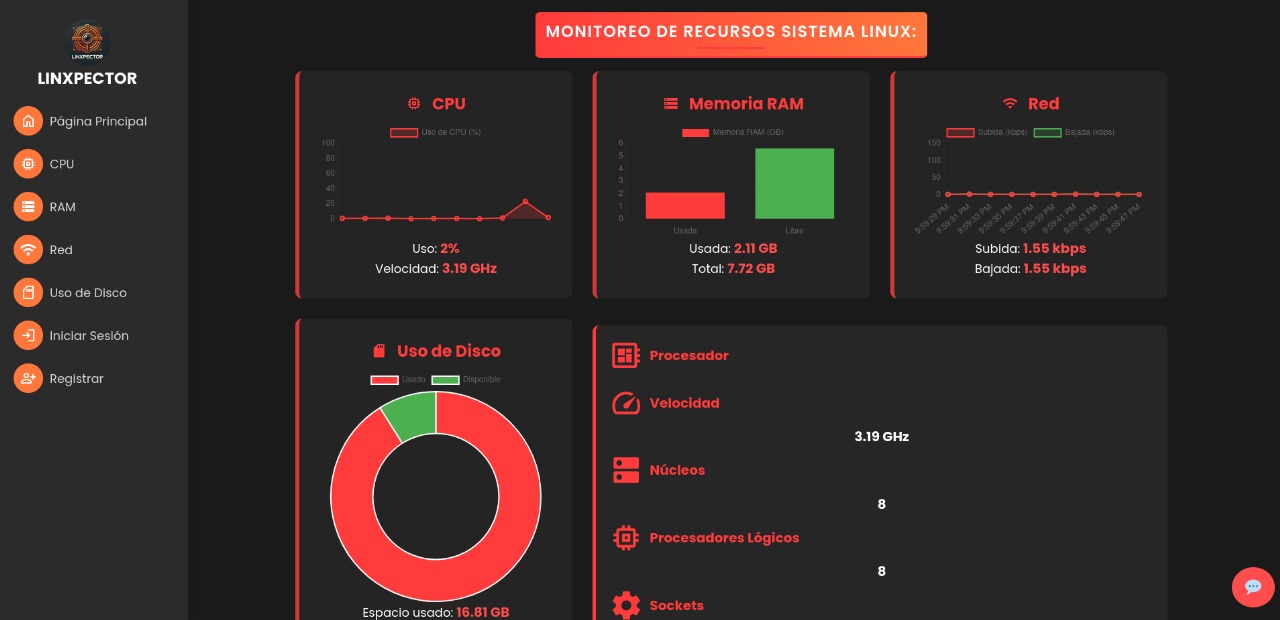 LINXPECTOR
LINXPECTOR
Página Principal
CPU
RAM
Red
Uso de Disco
Iniciar Sesión
Registrar
MONITOREO DE RECURSOS SISTEMA LINUX:
CPU
Uso de CPU (%)
100
80
60
40
20
0
Uso: 2%
Velocidad: 3.19 GHz
Memoria RAM
Memoria RAM (GB)
6
5
4
3
2
1
0
Usada Libre
Usada: 2.11 GB
Total: 7.72 GB
Red
Subida (kbps) Bajada (kbps)
150
100
50
0
9:59:29 PM
9:59:31 PM
9:59:33 PM
9:59:35 PM
9:59:37 PM
9:59:39 PM
9:59:41 PM
9:59:43 PM
9:59:45 PM
9:59:47 PM
Subida: 1.55 kbps
Bajada: 1.55 kbps
Uso de Disco
Usado Disponible
Espacio usado: 16.81 GB
Procesador
Velocidad
3.19 GHz
Núcleos
8
Procesadores Lógicos
8
Sockets